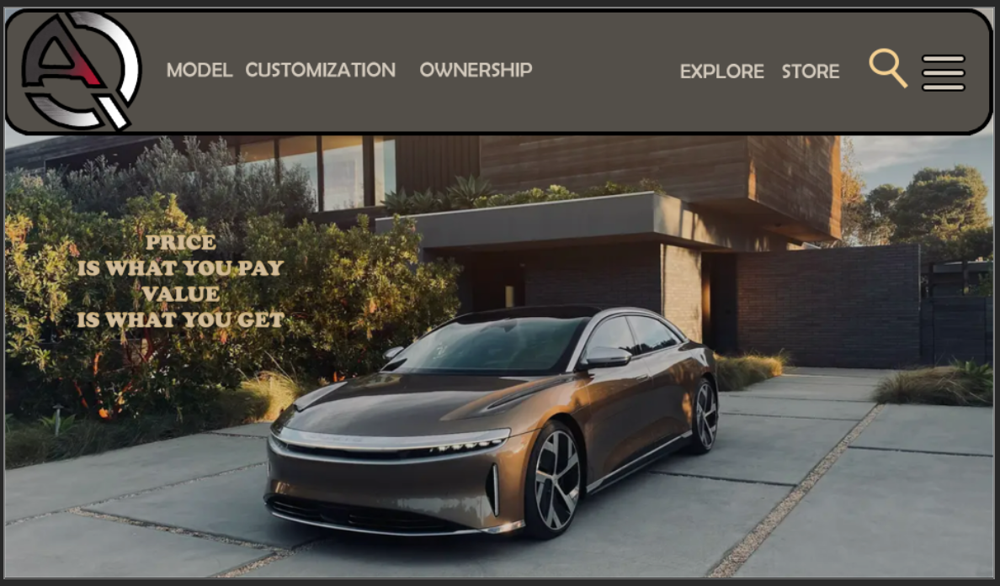 A
MODEL CUSTOMIZATION OWNERSHIP EXPLORE STORE
PRICE
IS WHAT YOU PAY
VALUE
IS WHAT YOU GET